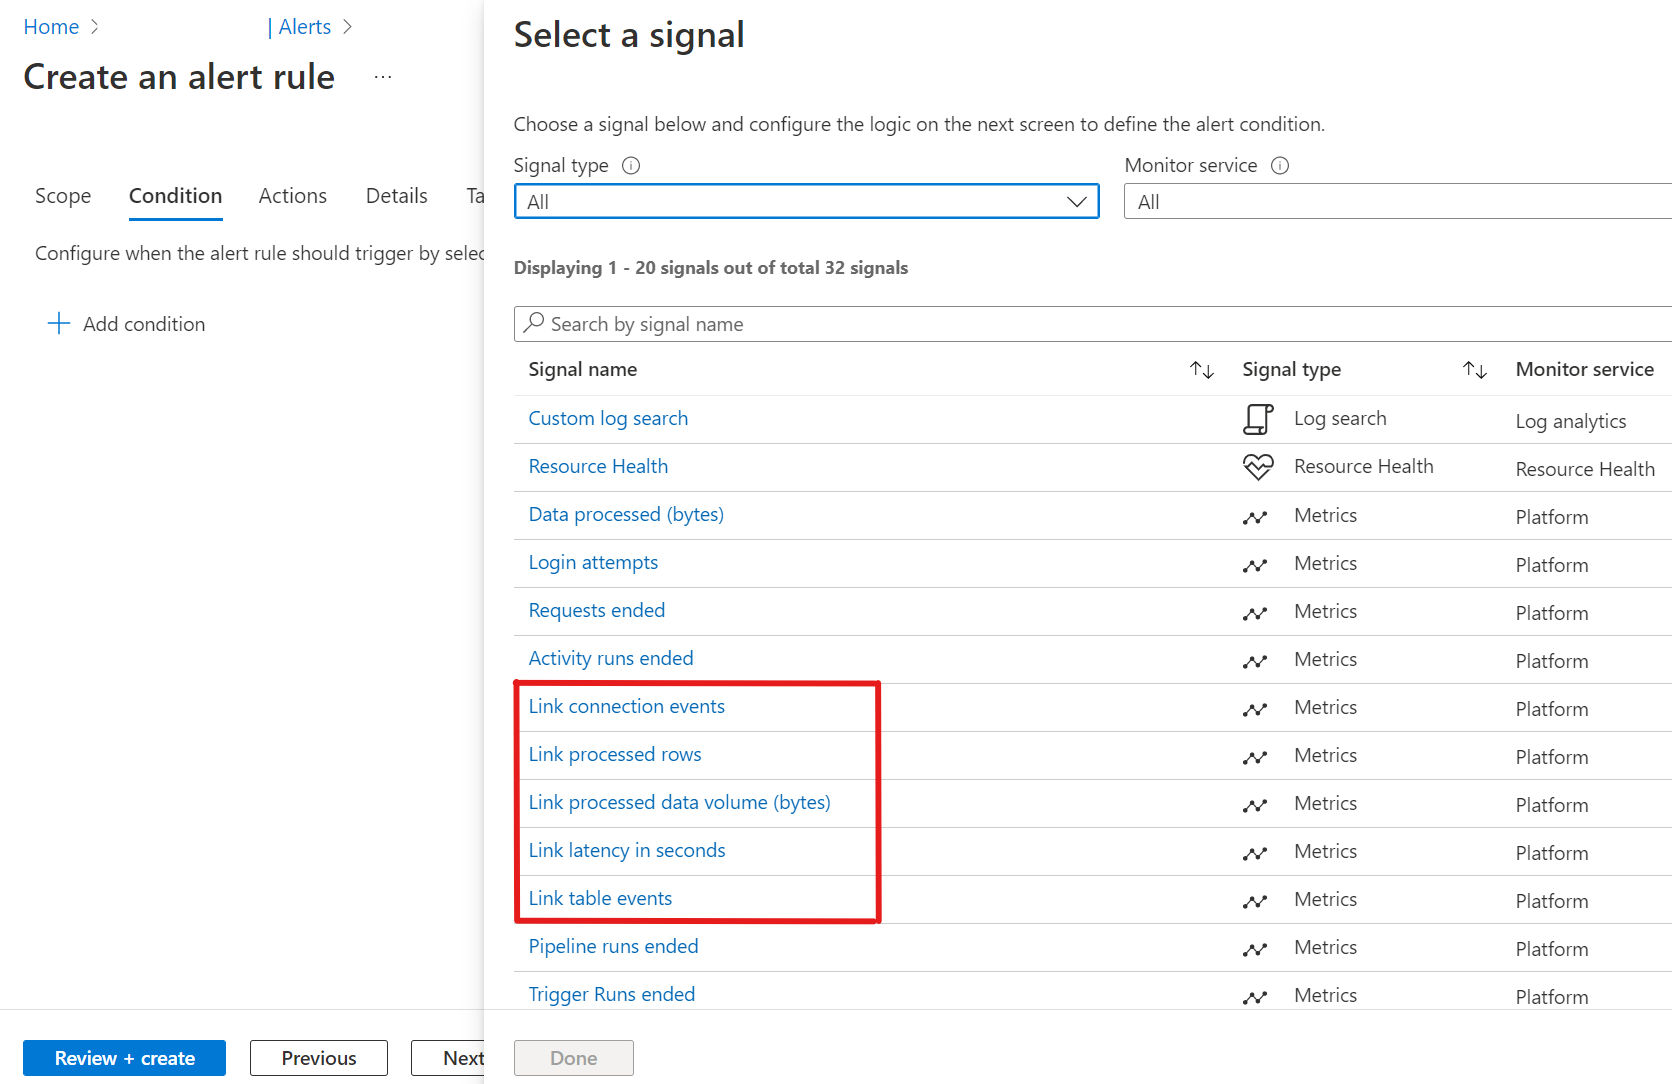 Home
| Alerts
Create an alert rule
...
Scope Condition Actions Details Ta
Configure when the alert rule should trigger by selec
Add condition
Review + create Previous Next
Select a signal
Choose a signal below and configure the logic on the next screen to define the alert condition.
Signal type Monitor service
All All
Displaying 1 - 20 signals out of total 32 signals
Search by signal name
Signal name Signal type Monitor service
Custom log search Log search Log analytics
Resource Health Resource Health Resource Health
Data processed (bytes) Metrics Platform
Login attempts Metrics Platform
Requests ended Metrics Platform
Activity runs ended Metrics Platform
Link connection events Metrics Platform
Link processed rows Metrics Platform
Link processed data volume (bytes) Metrics Platform
Link latency in seconds Metrics Platform
Link table events Metrics Platform
Pipeline runs ended Metrics Platform
Trigger Runs ended Metrics Platform
Done